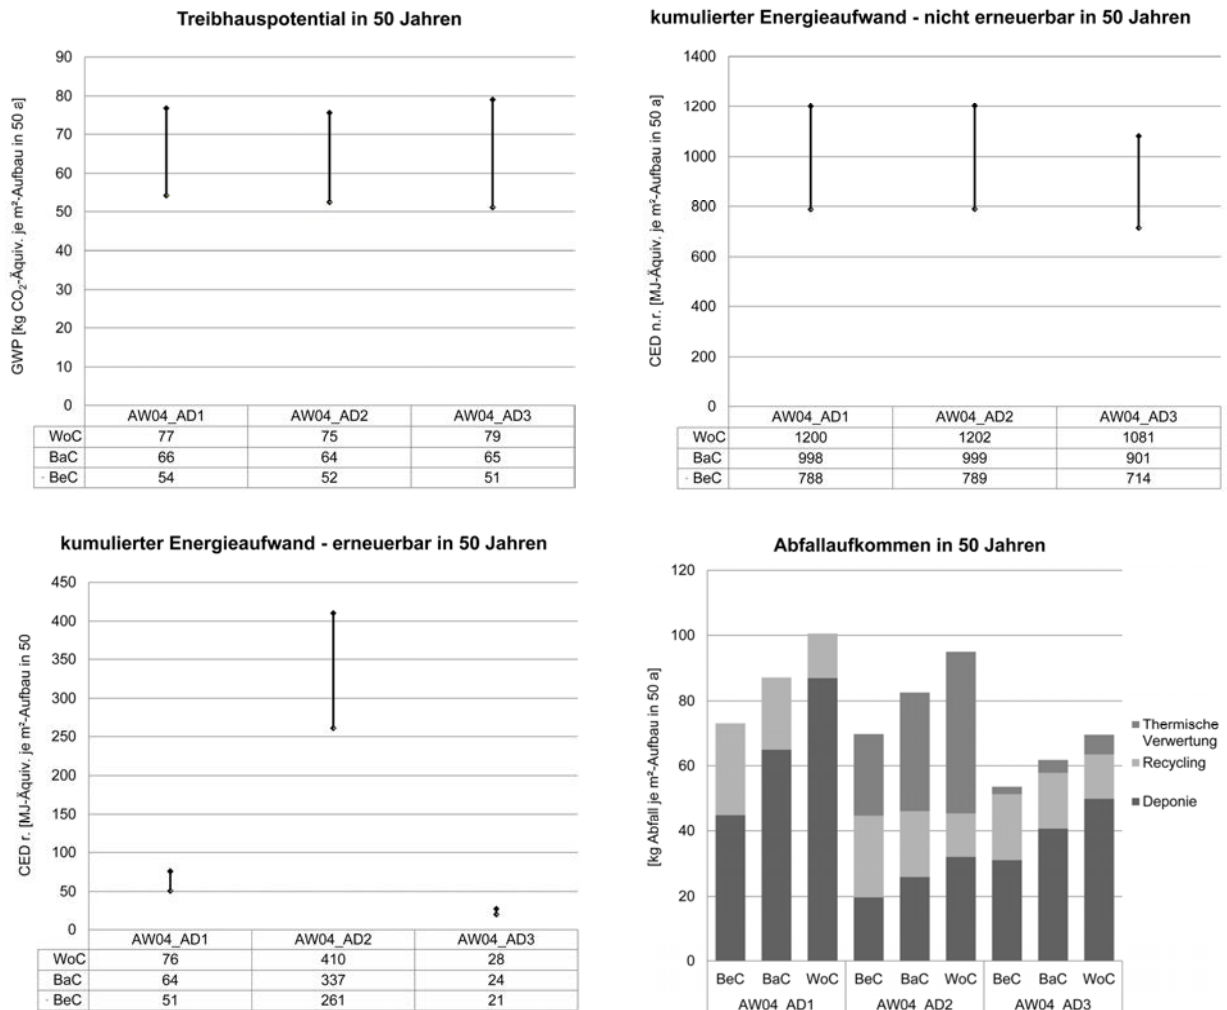 Treibhauspotential in 50 Jahren
GWP [kg CO₂-Äquiv. je m²-Aufbau in 50 a]
90
80
70
60
50
40
30
20
10
0
AW04_AD1 AW04_AD2 AW04_AD3
WoC 77 75 79
BaC 66 64 65
BeC 54 52 51
kumulierter Energieaufwand - nicht erneuerbar in 50 Jahren
CED n.r. [MJ-Äquiv. je m²-Aufbau in 50 a]
1400
1200
1000
800
600
400
200
0
AW04_AD1 AW04_AD2 AW04_AD3
WoC 1200 1202 1081
BaC 998 999 901
BeC 788 789 714
kumulierter Energieaufwand - erneuerbar in 50 Jahren
CED r. [MJ-Äquiv. je m²-Aufbau in 50
450
400
350
300
250
200
150
100
50
0
AW04_AD1 AW04_AD2 AW04_AD3
WoC 76 410 28
BaC 64 337 24
BeC 51 261 21
Abfallaufkommen in 50 Jahren
[kg Abfall je m²-Aufbau in 50 a]
120
100
80
60
40
20
0
BeC BaC WoC BeC BaC WoC BeC BaC WoC
AW04_AD1 AW04_AD2 AW04_AD3
Thermische
Verwertung
Recycling
Deponie